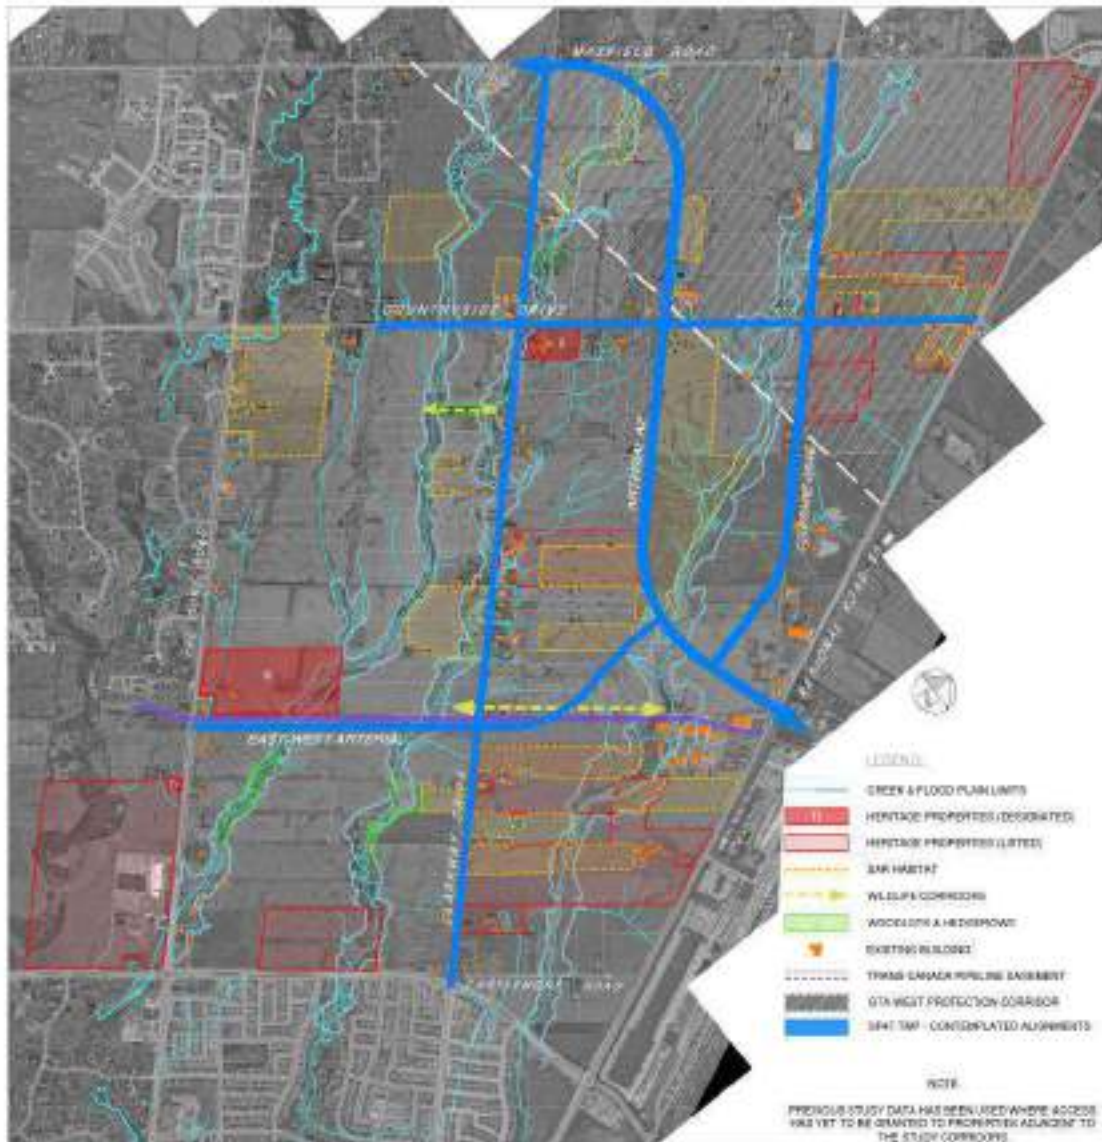 MAYFIELD ROAD
COUNTRYSIDE DRIVE
ARTERIAL A2
EAST-WEST ARTERIAL
ROAD
LEGEND:
CREEK & FLOOD PLAIN LIMITS
HERITAGE PROPERTIES (DESIGNATED)
HERITAGE PROPERTIES (LISTED)
SAR HABITAT
WILDLIFE CORRIDORS
WOODLOTS & HEDGEROWS
EXISTING BUILDING
TRANS CANADA PIPELINE EASEMENT
GTA WEST PROTECTION CORRIDOR
SP47 TMP - CONTEMPLATED ALIGNMENTS
NOTE
PREVIOUS STUDY DATA HAS BEEN USED WHERE ACCESS
HAS YET TO BE GRANTED TO PROPERTIES ADJACENT TO
THE STUDY CORRIDORS